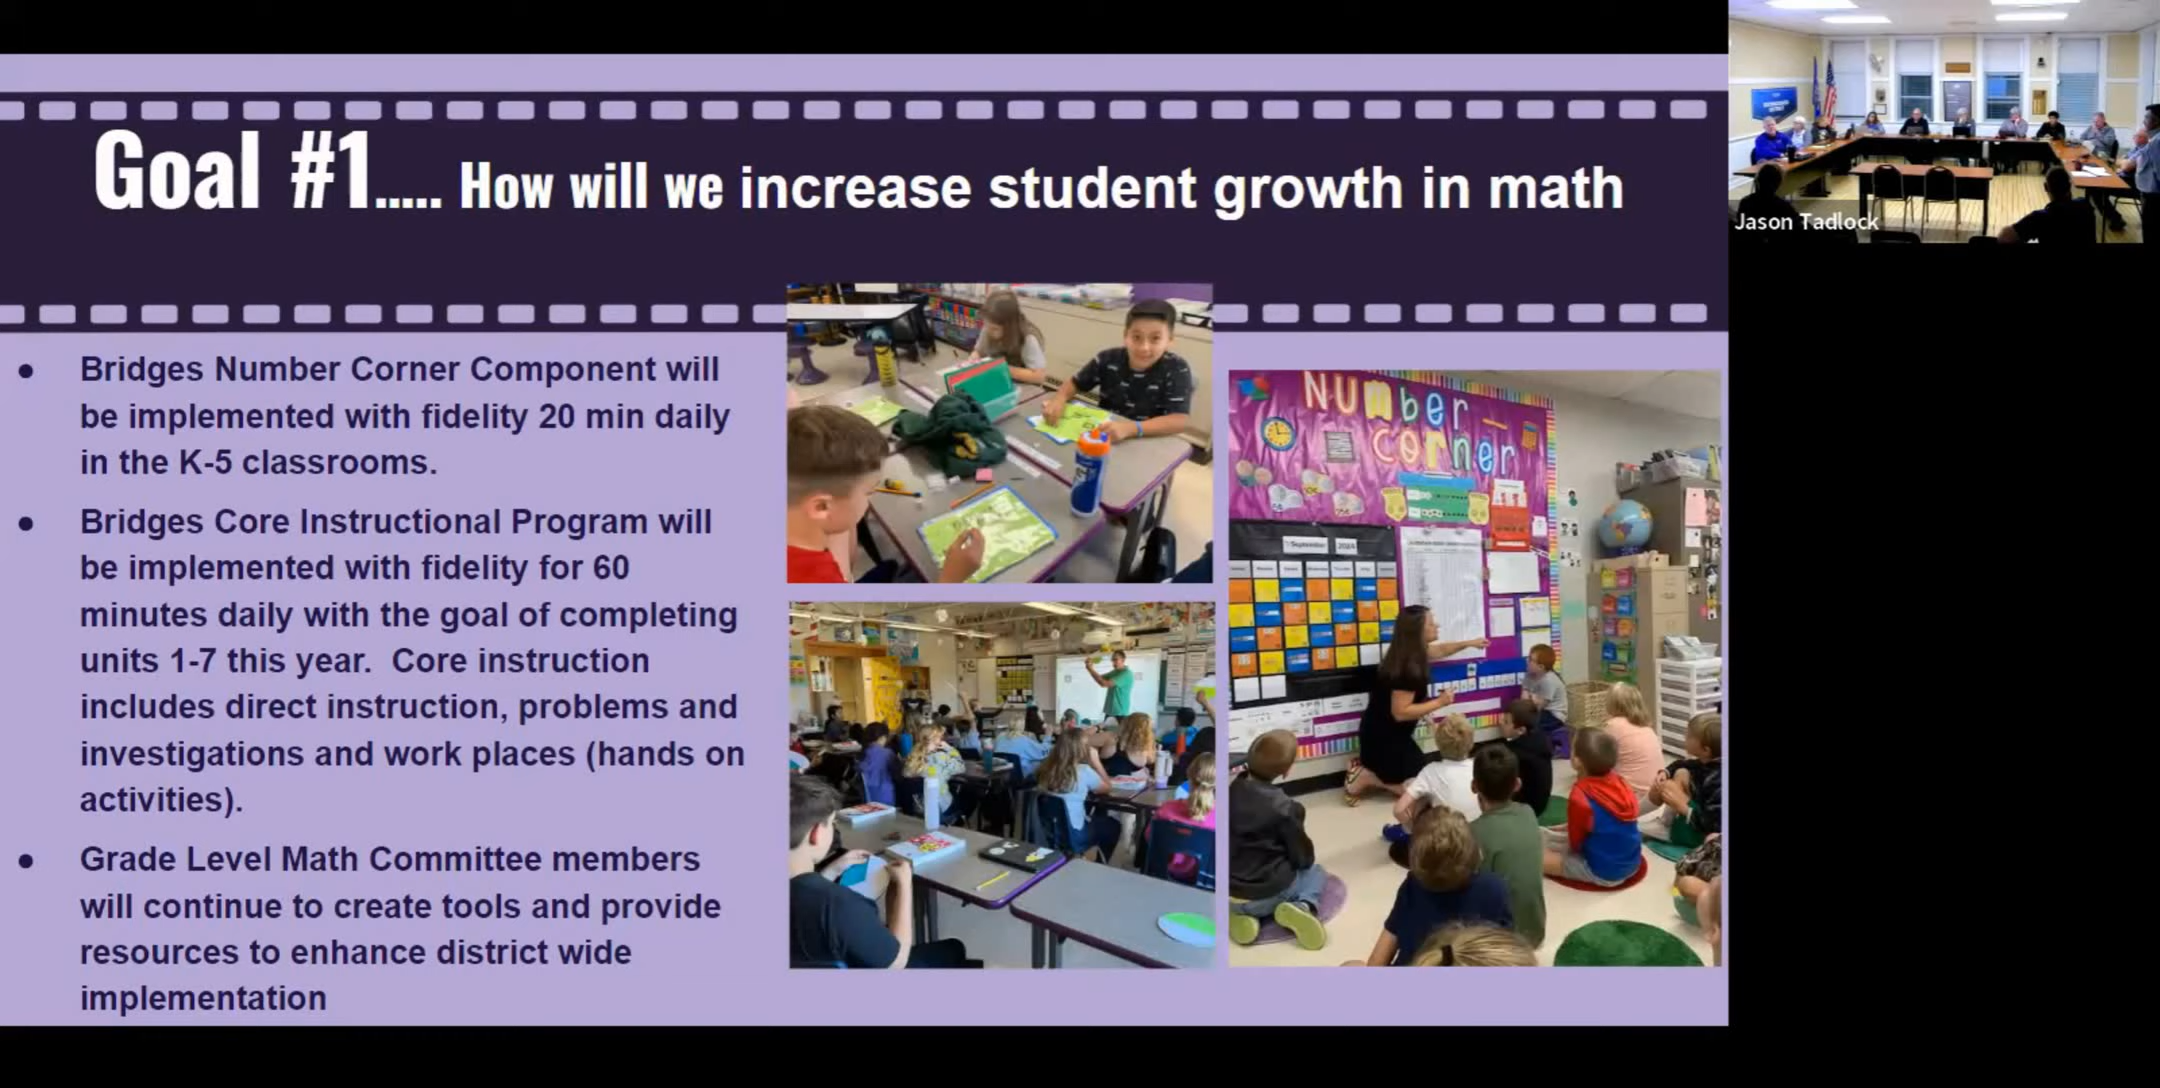 Goal #1..... How will we increase student growth in math
Jason Tadlock
● Bridges Number Corner Component will
be implemented with fidelity 20 min daily
in the K-5 classrooms.
● Bridges Core Instructional Program will
be implemented with fidelity for 60
minutes daily with the goal of completing
units 1-7 this year. Core instruction
includes direct instruction, problems and
investigations and work places (hands on
activities).
● Grade Level Math Committee members
will continue to create tools and provide
resources to enhance district wide
implementation
NUmber
corner
September 2024